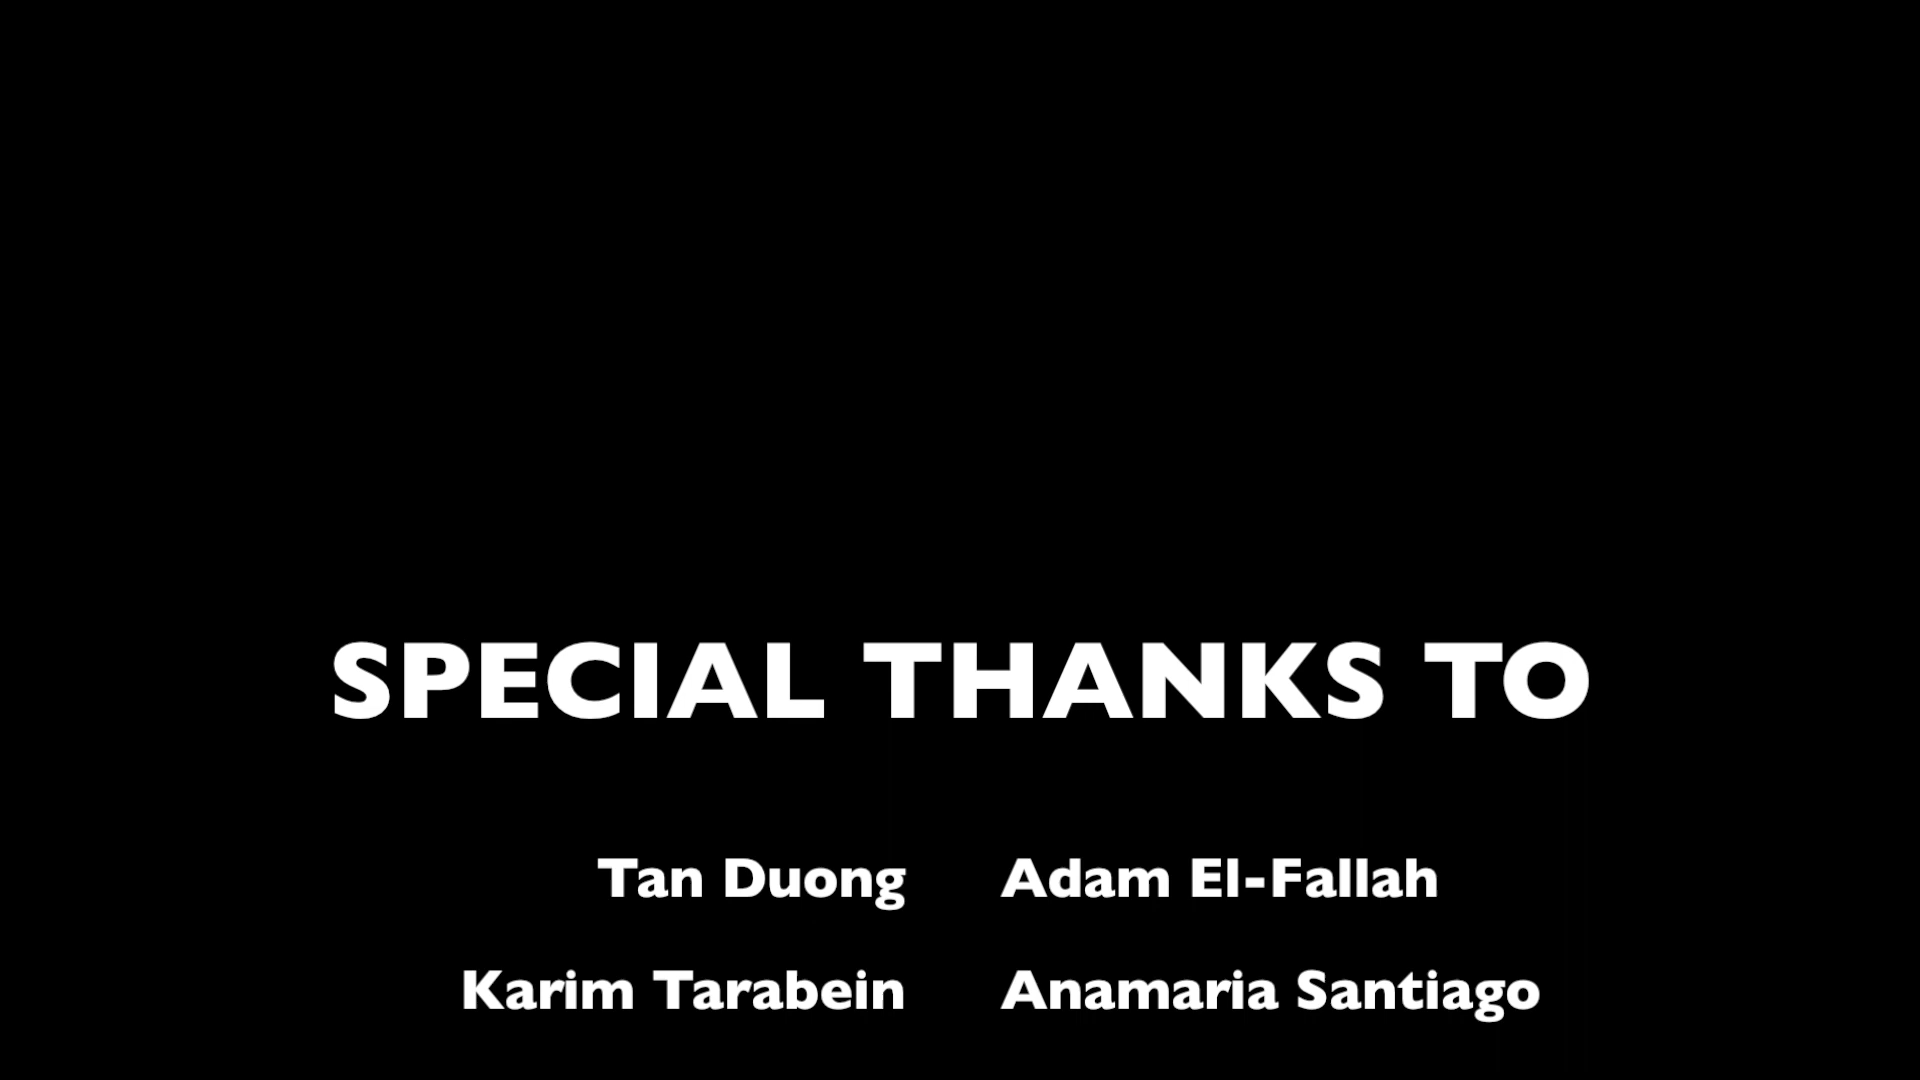 SPECIAL THANKS TO
Tan Duong Adam El-Fallah
Karim Tarabein Anamaria Santiago